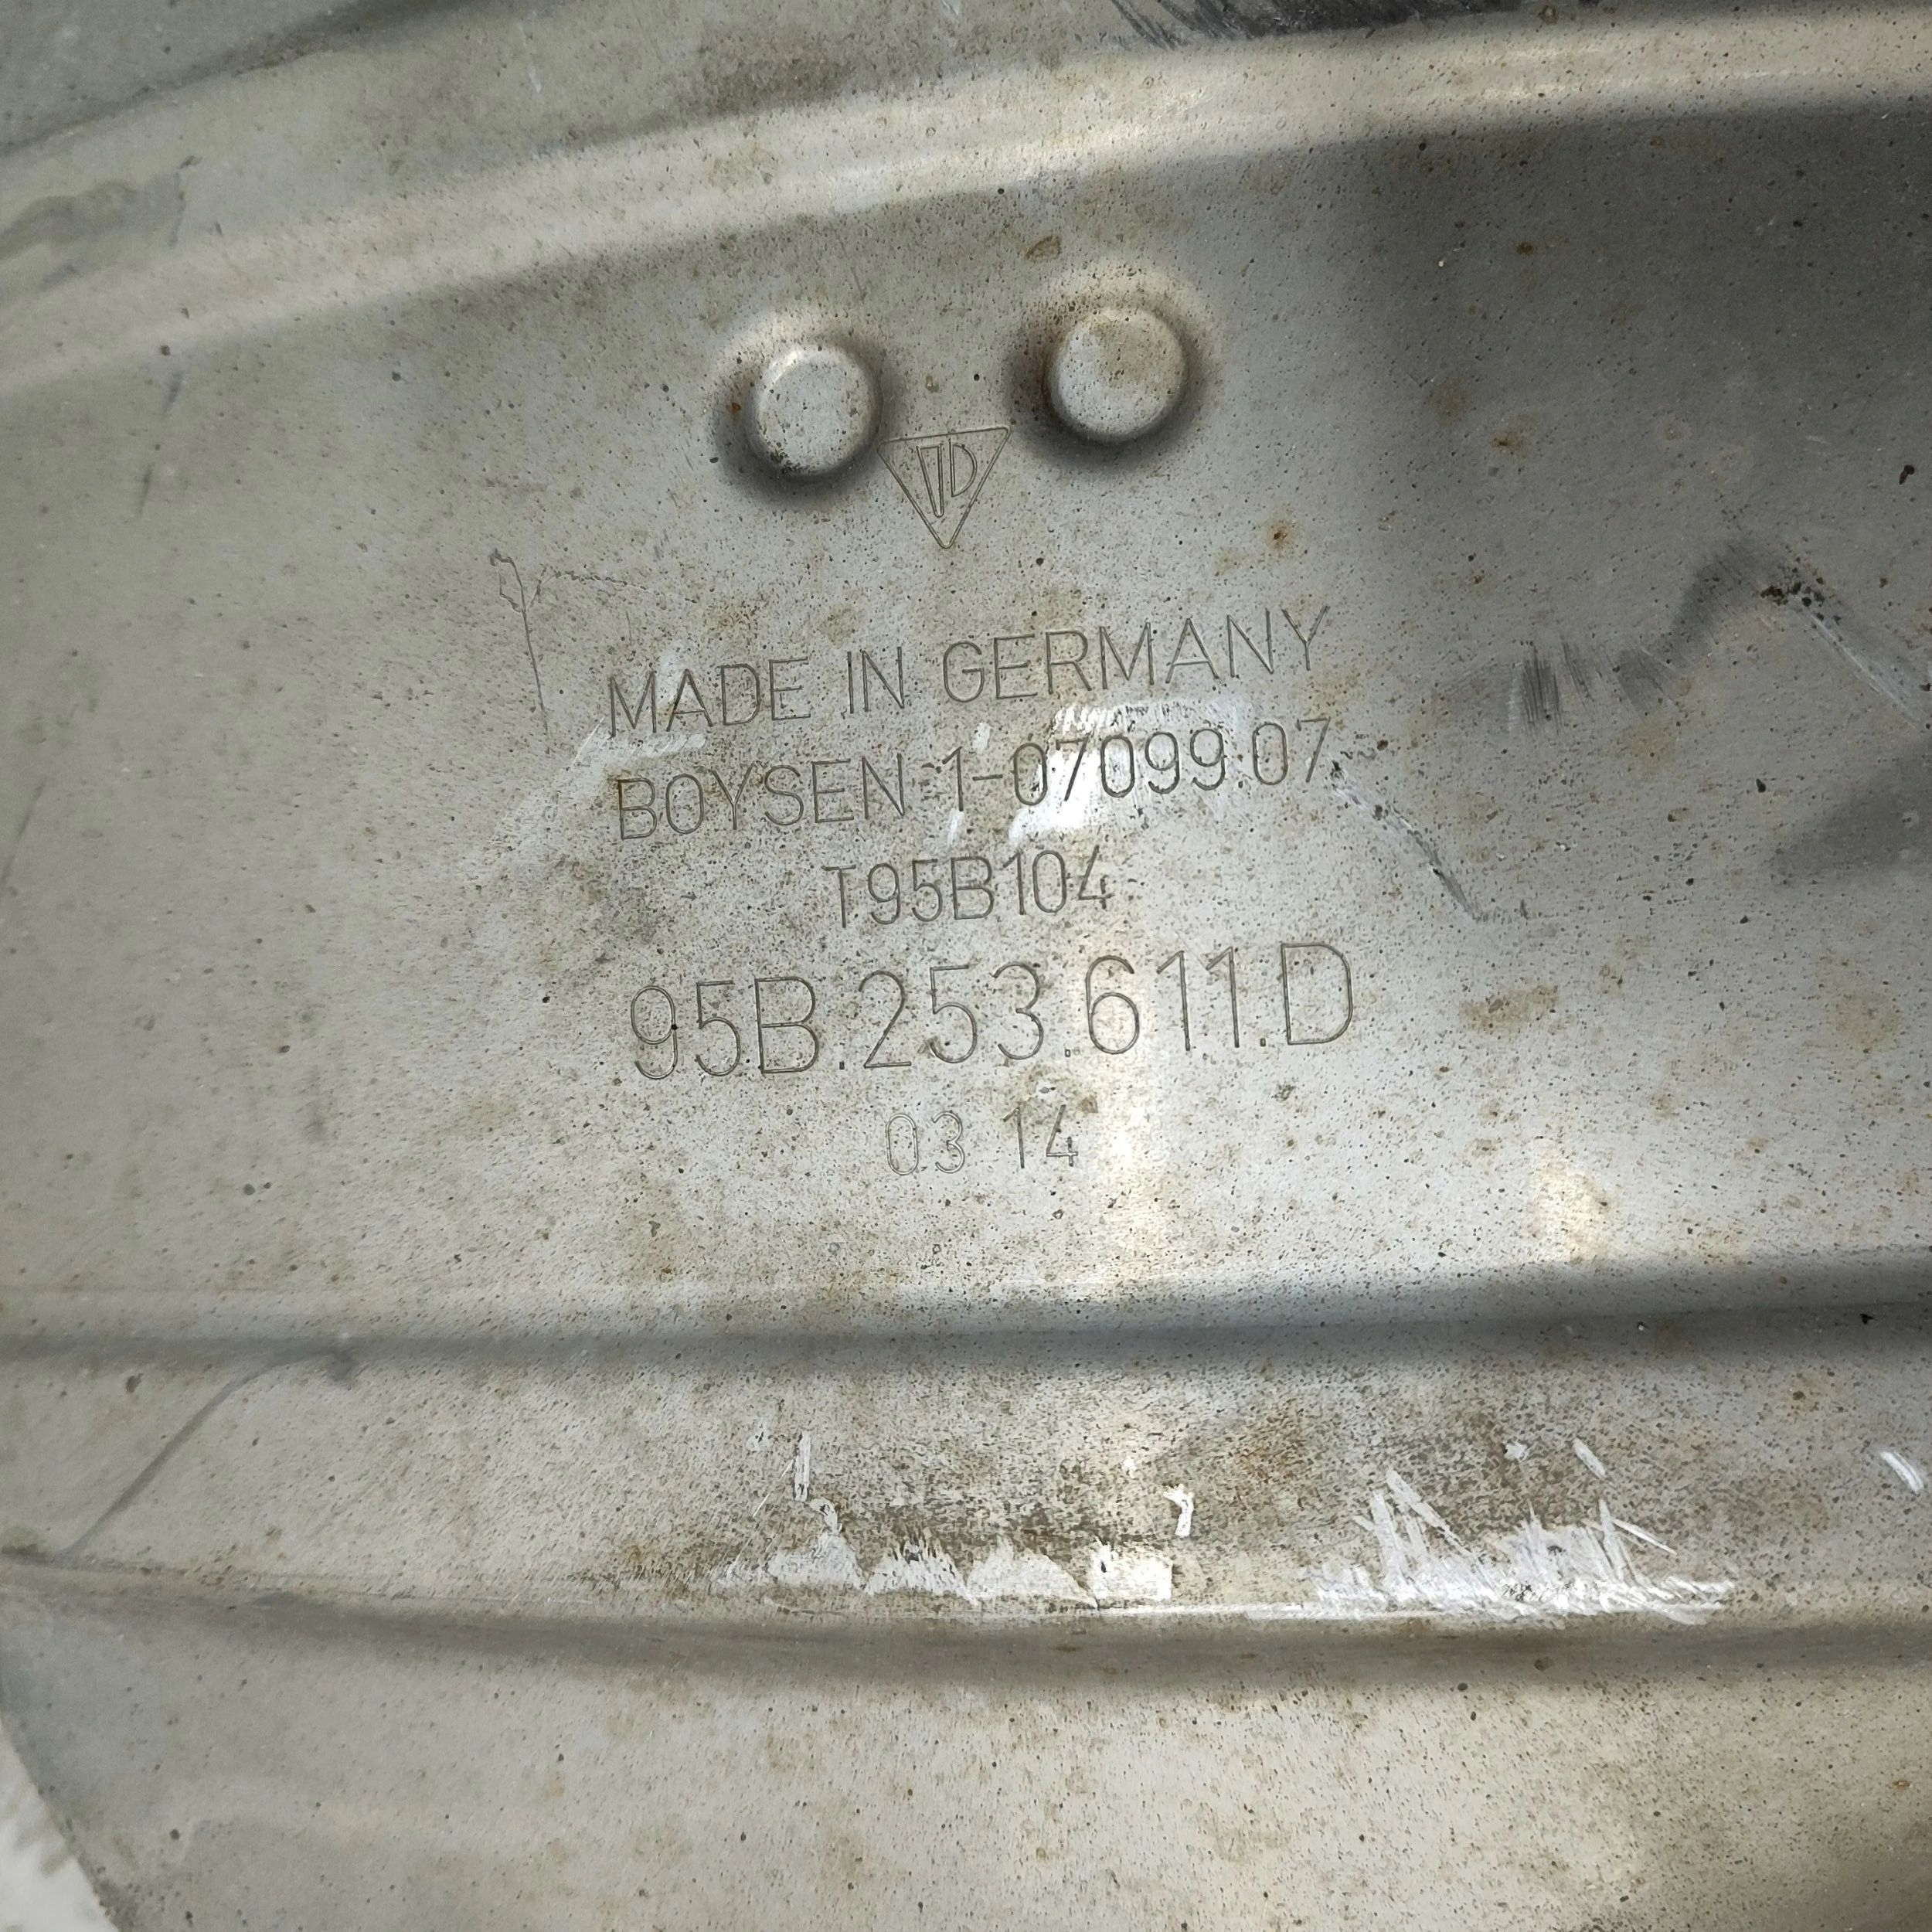 MADE IN GERMANY
BOYSEN 1-07099.07
T95B104
95B.253.611.D
03 14